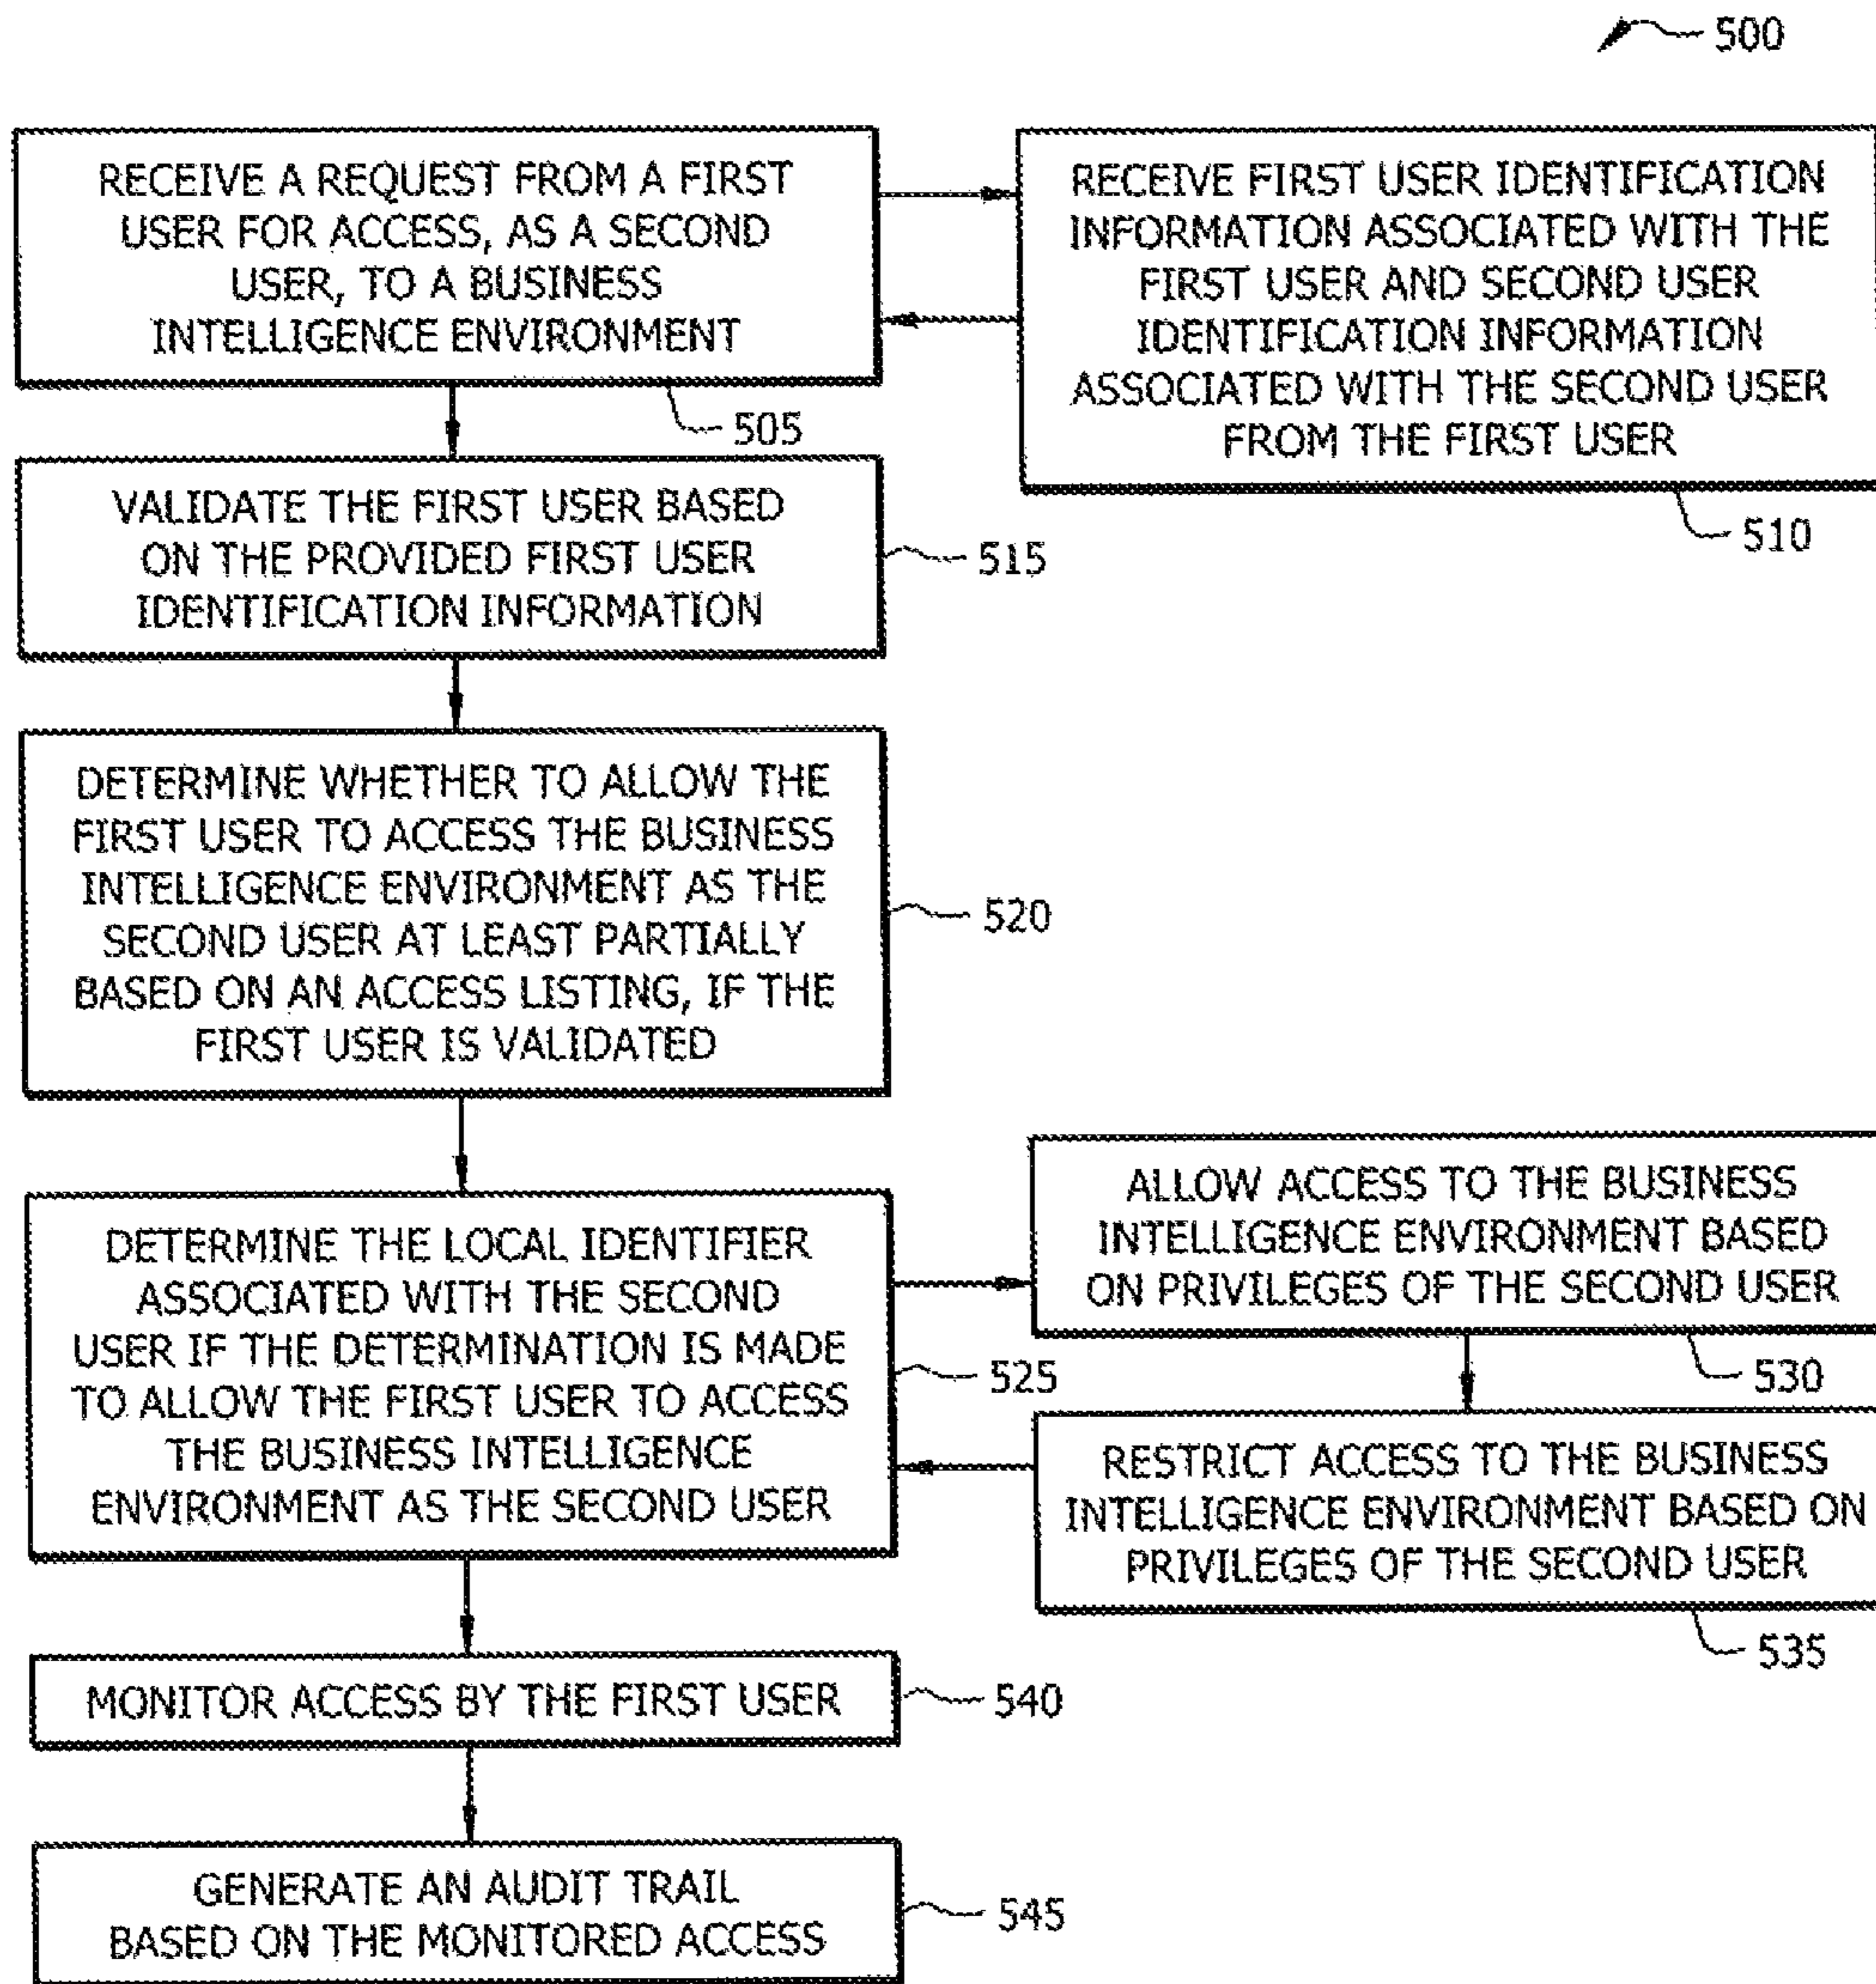 500
RECEIVE A REQUEST FROM A FIRST
USER FOR ACCESS, AS A SECOND
USER, TO A BUSINESS
INTELLIGENCE ENVIRONMENT
505
RECEIVE FIRST USER IDENTIFICATION
INFORMATION ASSOCIATED WITH THE
FIRST USER AND SECOND USER
IDENTIFICATION INFORMATION
ASSOCIATED WITH THE SECOND USER
FROM THE FIRST USER
510
VALIDATE THE FIRST USER BASED
ON THE PROVIDED FIRST USER
IDENTIFICATION INFORMATION
515
DETERMINE WHETHER TO ALLOW THE
FIRST USER TO ACCESS THE BUSINESS
INTELLIGENCE ENVIRONMENT AS THE
SECOND USER AT LEAST PARTIALLY
BASED ON AN ACCESS LISTING, IF THE
FIRST USER IS VALIDATED
520
DETERMINE THE LOCAL IDENTIFIER
ASSOCIATED WITH THE SECOND
USER IF THE DETERMINATION IS MADE
TO ALLOW THE FIRST USER TO ACCESS
THE BUSINESS INTELLIGENCE
ENVIRONMENT AS THE SECOND USER
525
ALLOW ACCESS TO THE BUSINESS
INTELLIGENCE ENVIRONMENT BASED
ON PRIVILEGES OF THE SECOND USER
530
RESTRICT ACCESS TO THE BUSINESS
INTELLIGENCE ENVIRONMENT BASED ON
PRIVILEGES OF THE SECOND USER
535
MONITOR ACCESS BY THE FIRST USER
540
GENERATE AN AUDIT TRAIL
BASED ON THE MONITORED ACCESS
545